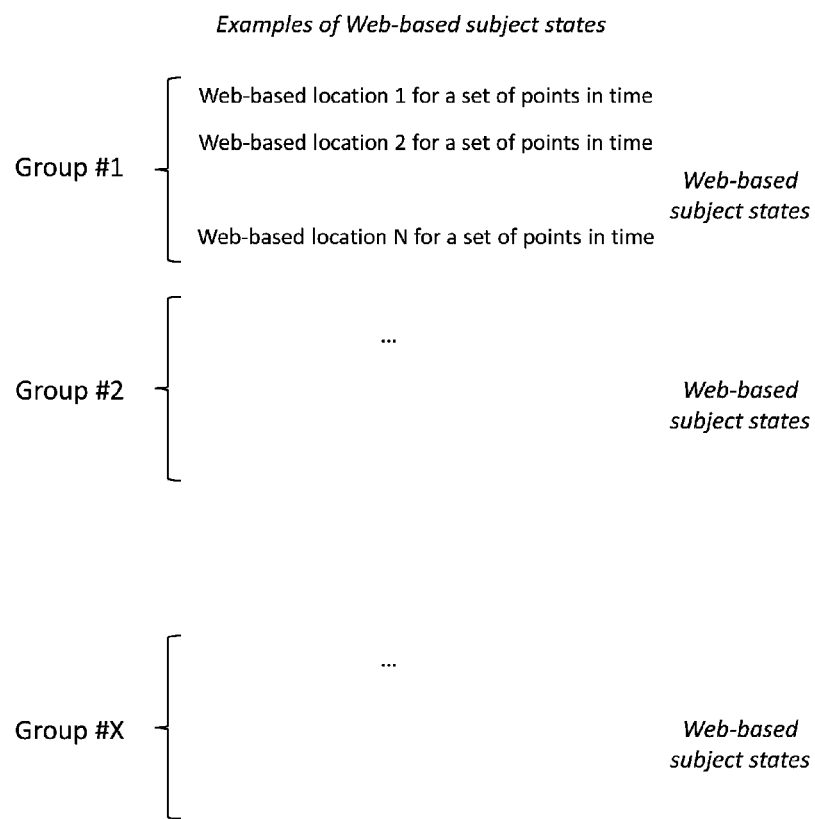 Examples of Web-based subject states
Web-based location 1 for a set of points in time
Web-based location 2 for a set of points in time
Group #1
Web-based
subject states
Web-based location N for a set of points in time
...
Group #2
Web-based
subject states
...
Group #X
Web-based
subject states